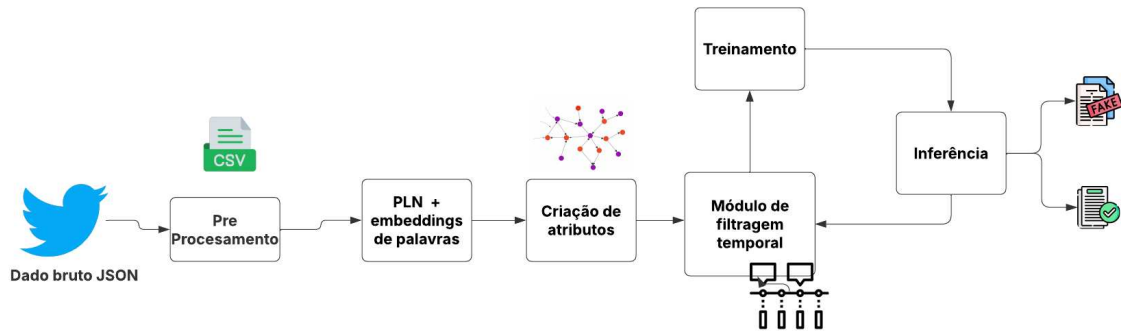 Dado bruto JSON
CSV
Pre
Procesamento
PLN + 
embeddings
de palavras
Criação de
atributos
Módulo de
filtragem
temporal
Treinamento
Inferência
FAKE